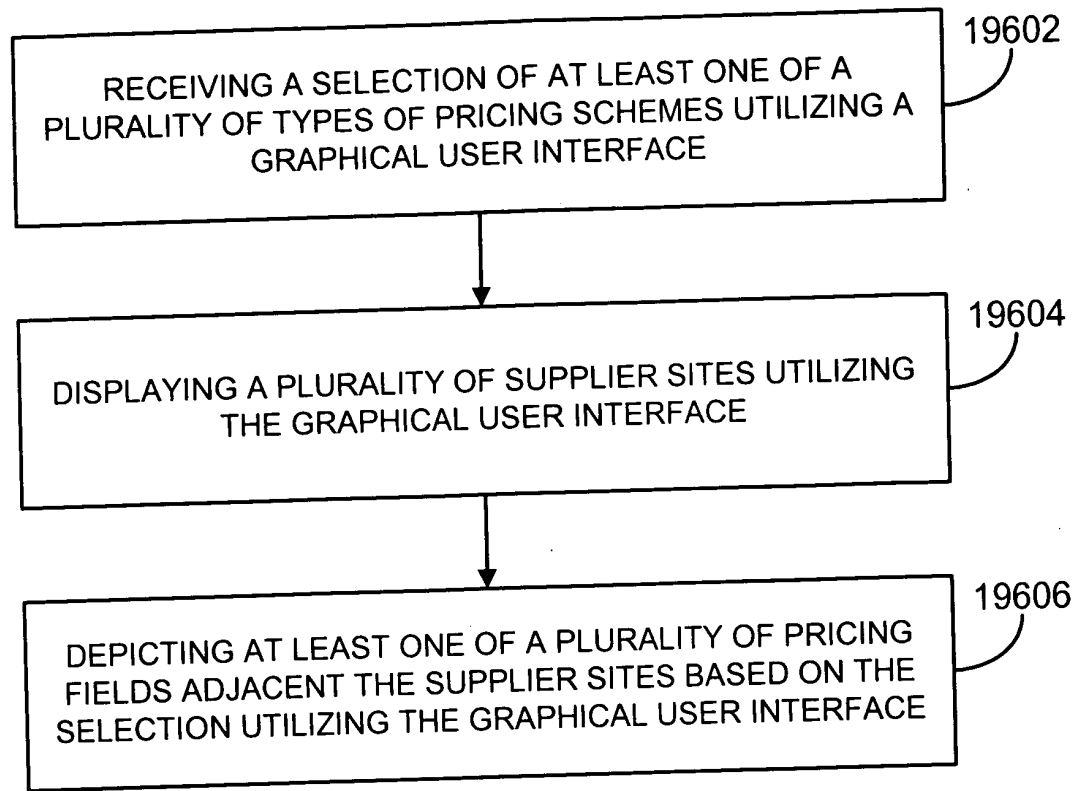 19602
RECEIVING A SELECTION OF AT LEAST ONE OF A
PLURALITY OF TYPES OF PRICING SCHEMES UTILIZING A
GRAPHICAL USER INTERFACE
19604
DISPLAYING A PLURALITY OF SUPPLIER SITES UTILIZING
THE GRAPHICAL USER INTERFACE
19606
DEPICTING AT LEAST ONE OF A PLURALITY OF PRICING
FIELDS ADJACENT THE SUPPLIER SITES BASED ON THE
SELECTION UTILIZING THE GRAPHICAL USER INTERFACE